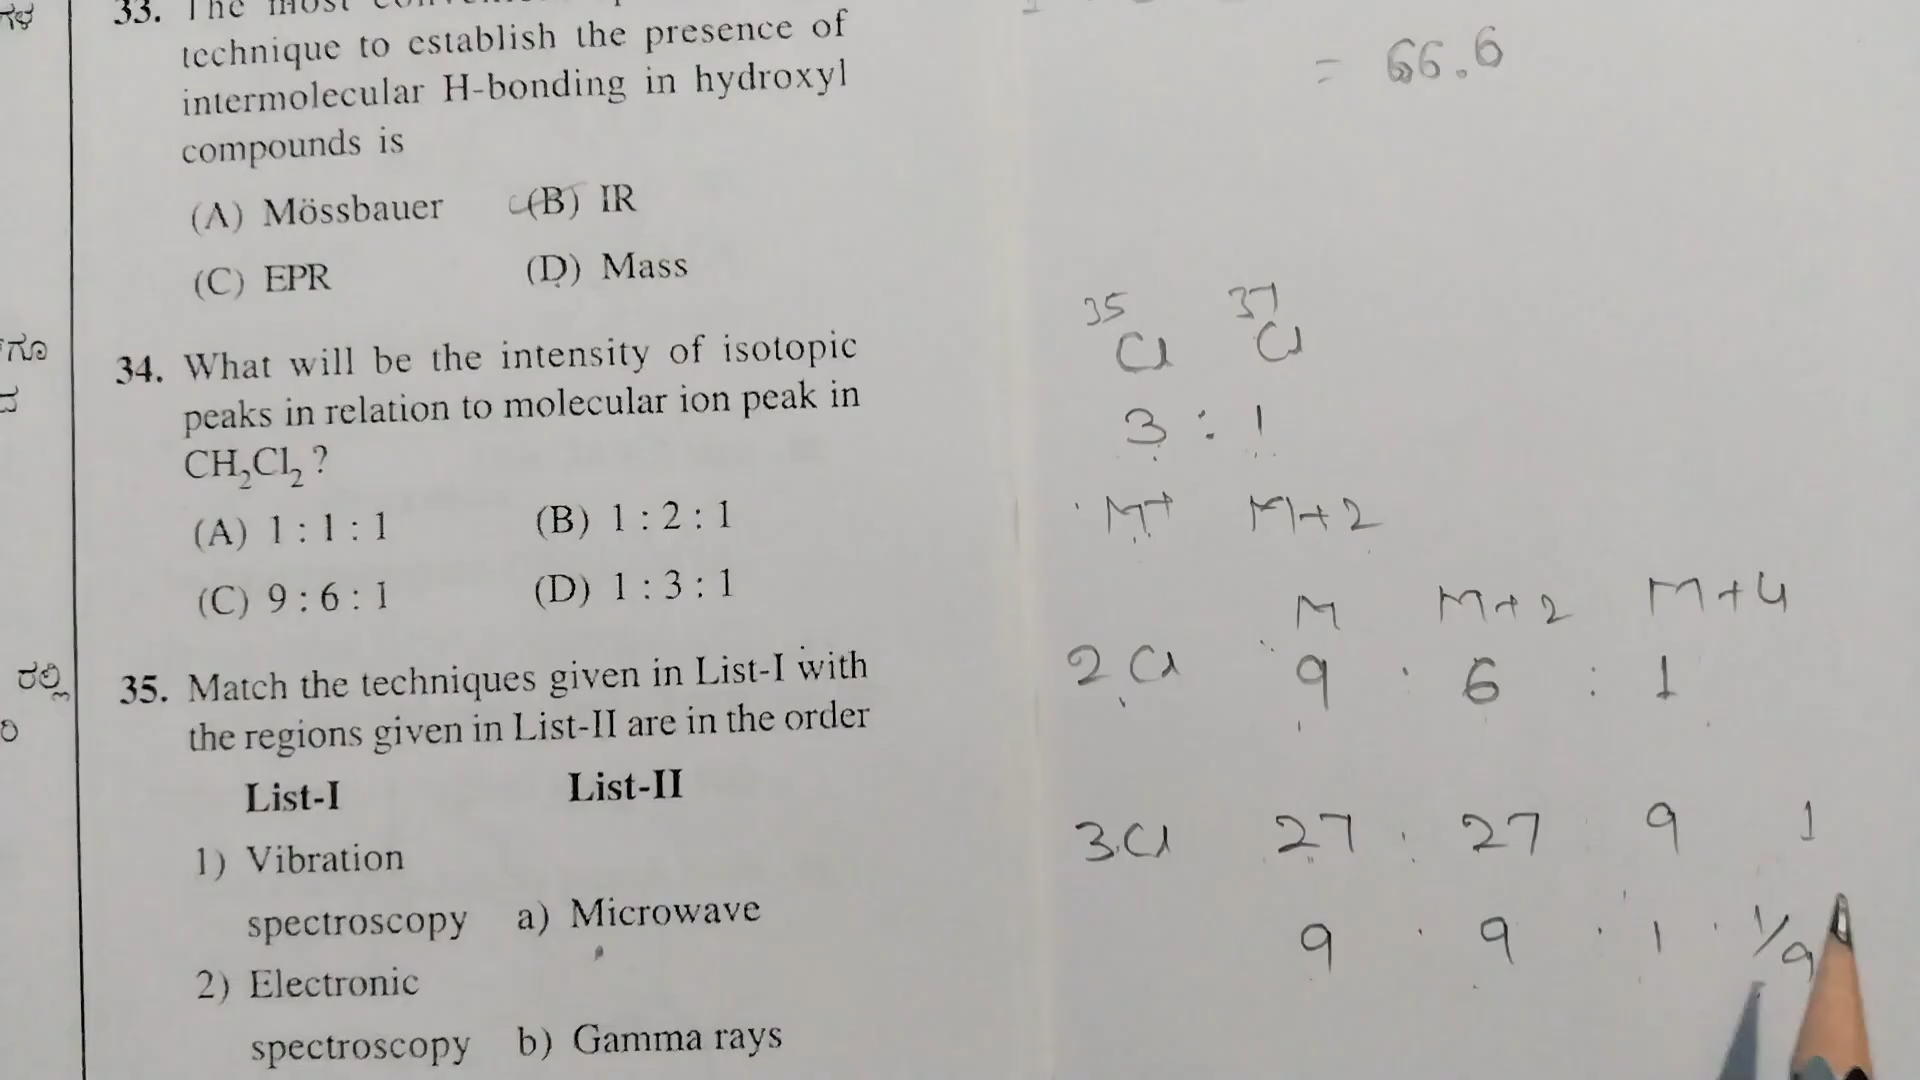 33. The most
technique to establish the presence of
intermolecular H-bonding in hydroxyl
compounds is
(A) Mössbauer (B) IR
(C) EPR (D) Mass
34. What will be the intensity of isotopic
peaks in relation to molecular ion peak in
CH₂Cl₂ ?
(A) 1 : 1 : 1 (B) 1 : 2 : 1
(C) 9 : 6 : 1 (D) 1 : 3 : 1
35. Match the techniques given in List-I with
the regions given in List-II are in the order
List-I List-II
1) Vibration
spectroscopy a) Microwave
2) Electronic
spectroscopy b) Gamma rays
= 66.6
³⁵Cl ³⁷Cl
3 : 1
M+ M+2
M M+2 M+4
2 Cl 9 : 6 : 1
3.Cl 27 : 27 9 1
9 : 9 : 1 : 1/9